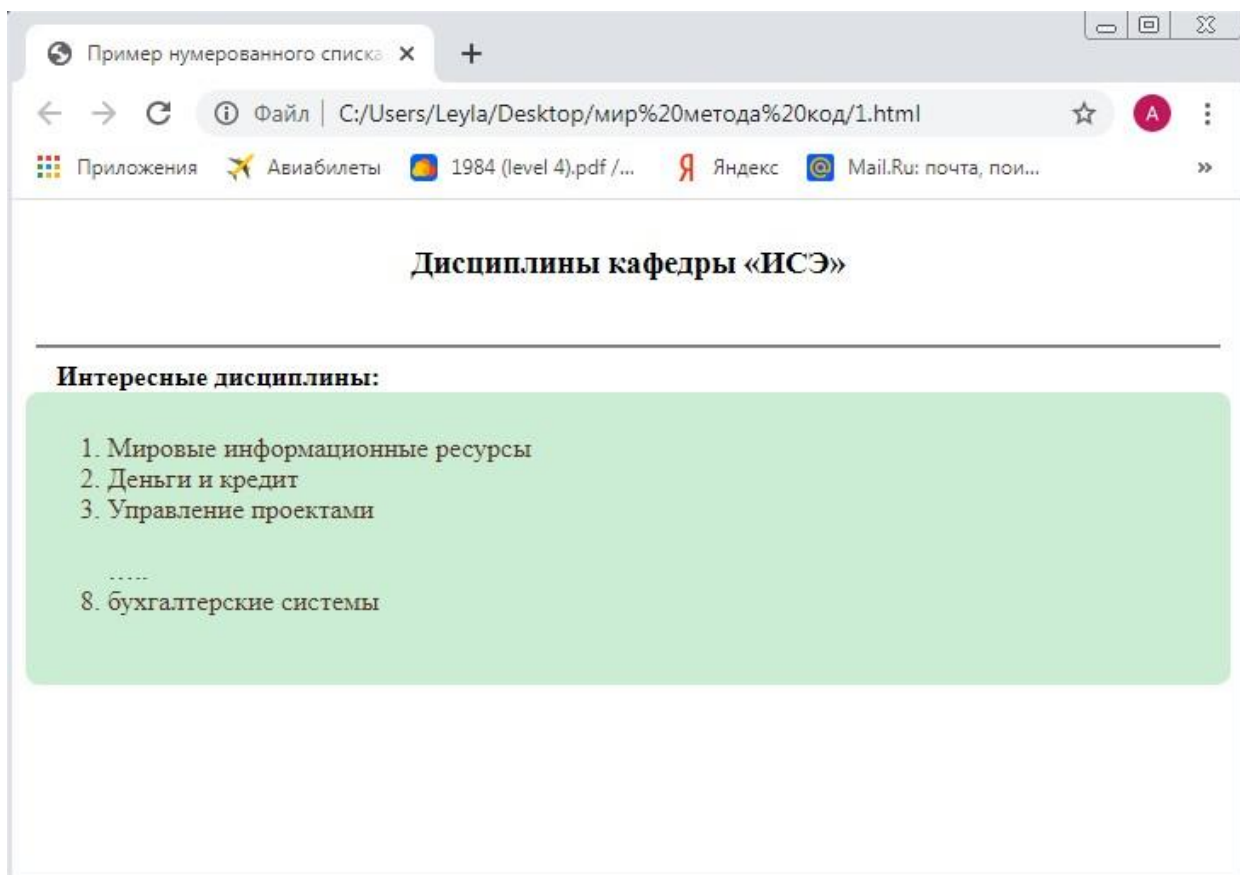 Пример нумерованного списка
Файл | C:/Users/Leyla/Desktop/мир%20метода%20код/1.html
A
Приложения Авиабилеты 1984 (level 4).pdf /... Я Яндекс @ Mail.Ru: почта, пои... »
Дисциплины кафедры «ИСЭ»
Интересные дисциплины:
1. Мировые информационные ресурсы
2. Деньги и кредит
3. Управление проектами
…..
8. бухгалтерские системы